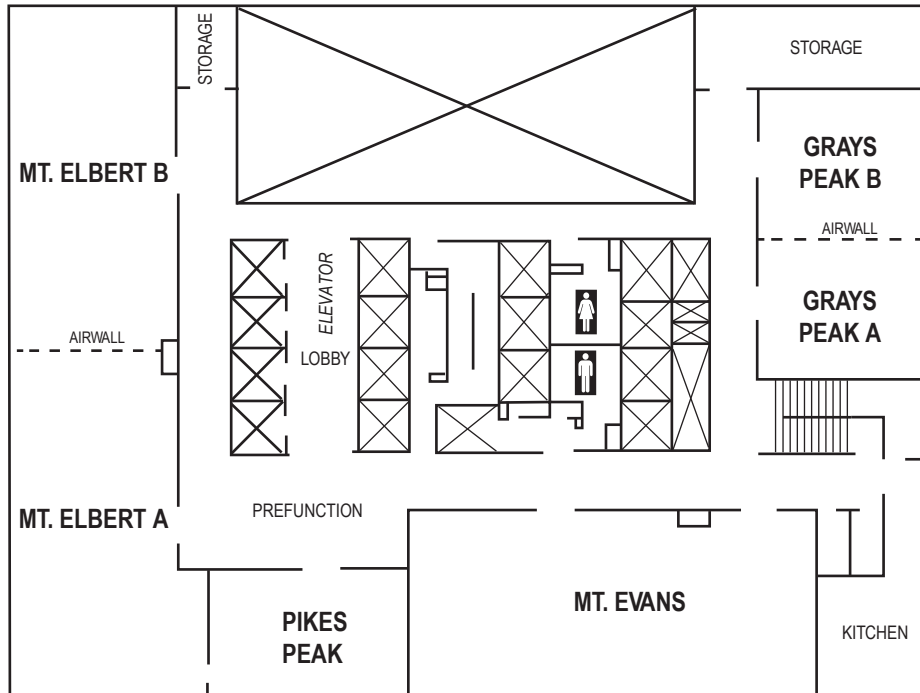 STORAGE
STORAGE
MT. ELBERT B
GRAYS
PEAK B
AIRWALL
ELEVATOR
LOBBY
GRAYS
PEAK A
AIRWALL
MT. ELBERT A
PREFUNCTION
MT. EVANS
PIKES
PEAK
KITCHEN